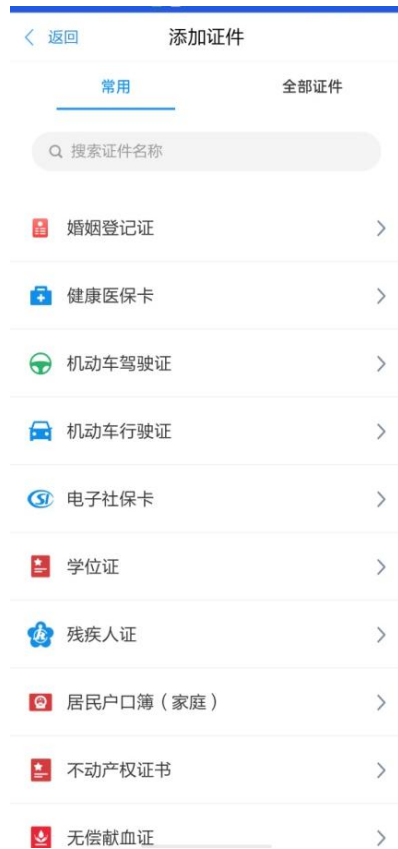 返回
添加证件
常用
全部证件
搜索证件名称
婚姻登记证
健康医保卡
机动车驾驶证
机动车行驶证
电子社保卡
学位证
残疾人证
居民户口簿（家庭）
不动产权证书
无偿献血证